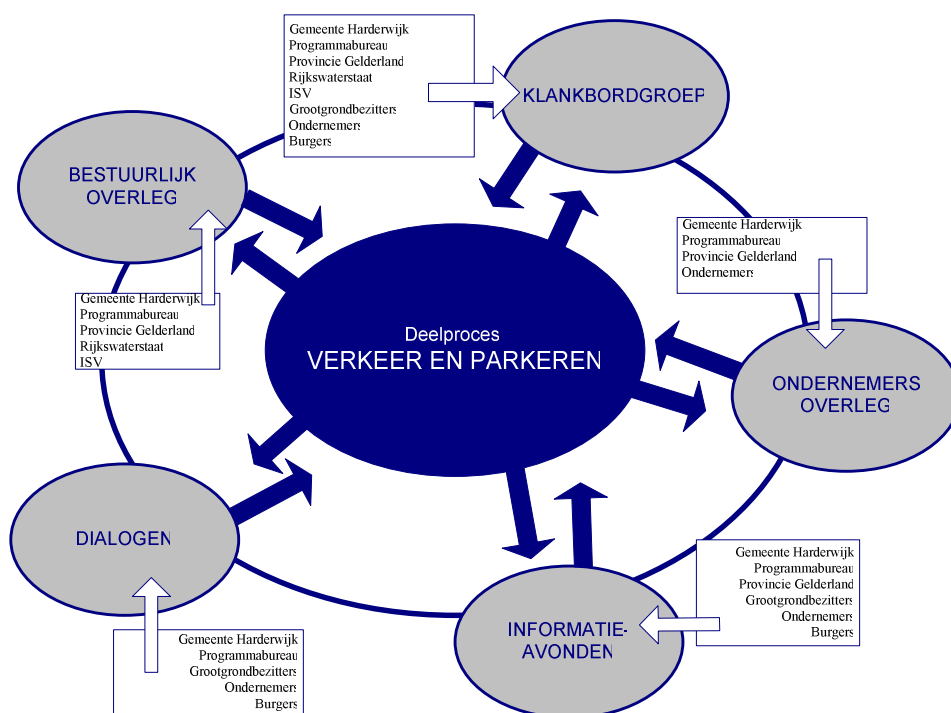 Gemeente Harderwijk
Programmabureau
Provincie Gelderland
Rijkswaterstaat
ISV
Grootgrondbezitters
Ondernemers
Burgers
KLANKBORDGROEP
BESTUURLIJK
OVERLEG
Gemeente Harderwijk
Programmabureau
Provincie Gelderland
Ondernemers
Gemeente Harderwijk
Programmabureau
Provincie Gelderland
Rijkswaterstaat
ISV
Deelproces
VERKEER EN PARKEREN
ONDERNEMERS
OVERLEG
DIALOGEN
Gemeente Harderwijk
Programmabureau
Provincie Gelderland
Grootgrondbezitters
Ondernemers
Burgers
INFORMATIE-
AVONDEN
Gemeente Harderwijk
Programmabureau
Grootgrondbezitters
Ondernemers
Burgers